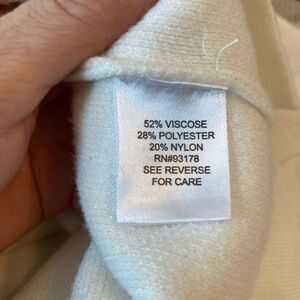 52% VISCOSE
28% POLYESTER
20% NYLON
RN#93178
SEE REVERSE
FOR CARE